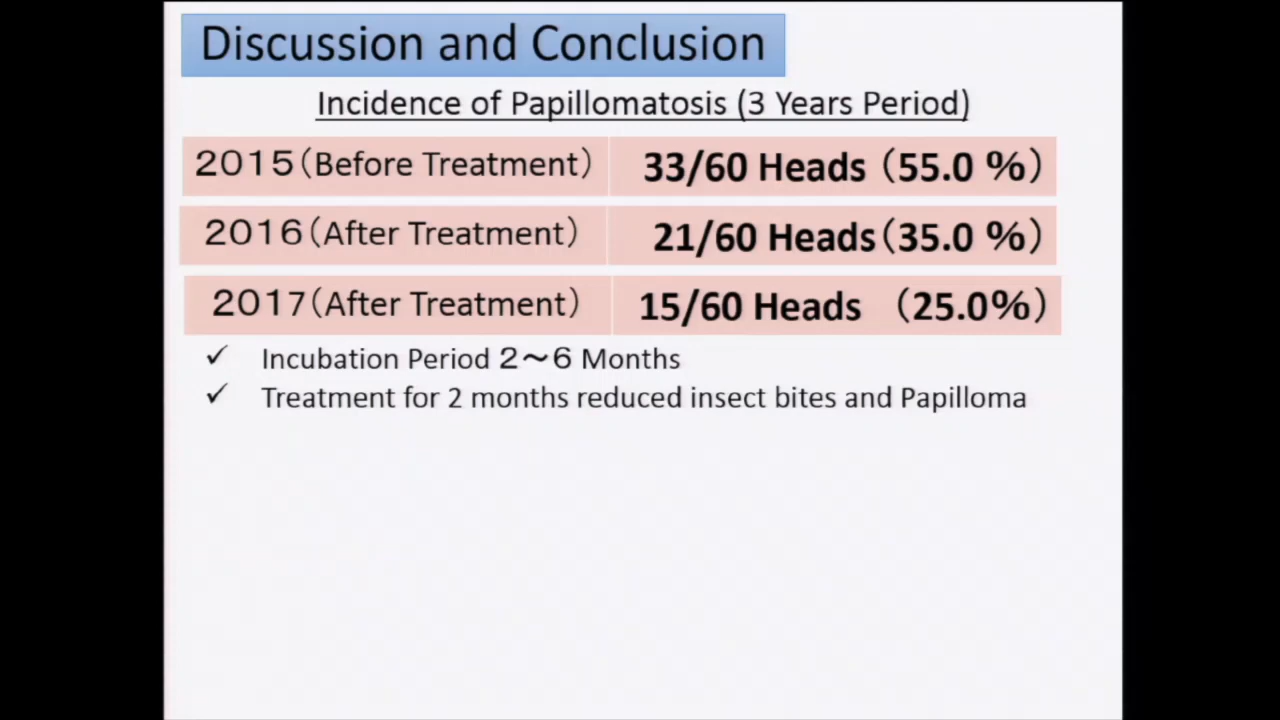 Discussion and Conclusion
Incidence of Papillomatosis (3 Years Period)
2015(Before Treatment) 33/60 Heads (55.0 %)
2016(After Treatment) 21/60 Heads(35.0 %)
2017(After Treatment) 15/60 Heads (25.0%)
✓ Incubation Period 2〜6 Months
✓ Treatment for 2 months reduced insect bites and Papilloma